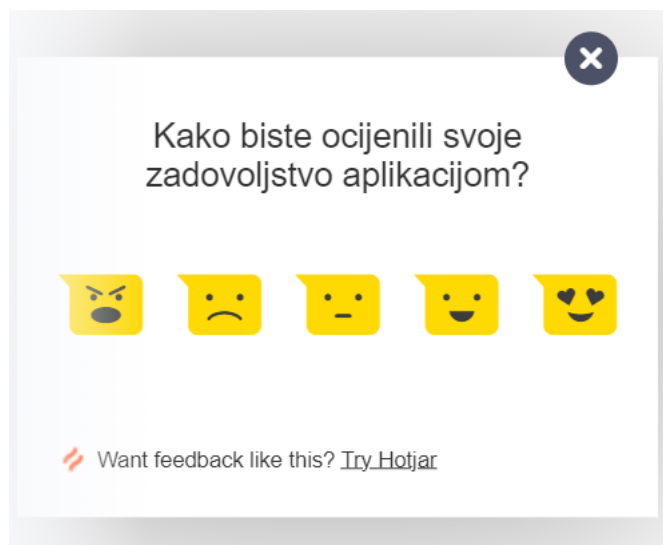 Kako biste ocijenili svoje
zadovoljstvo aplikacijom?
Want feedback like this? Try Hotjar